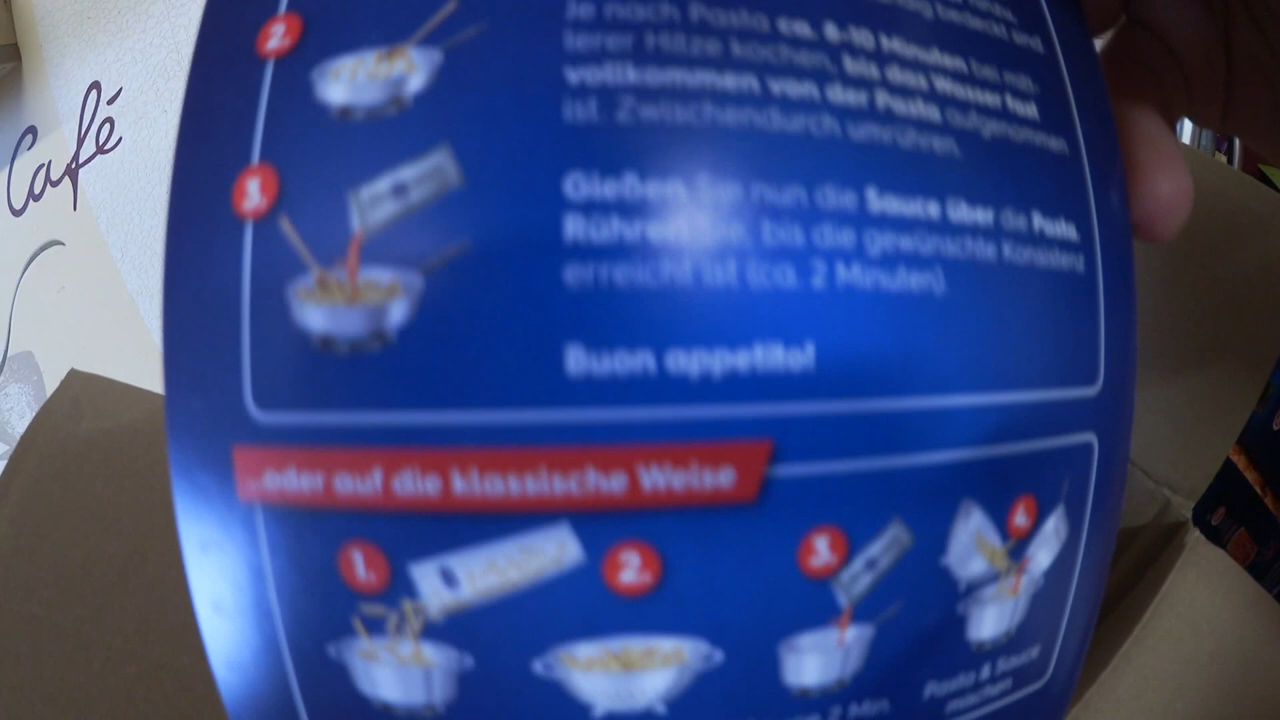 Café
2.
Je nach Pasta ca. 8-10 Minuten bei mitt-
lerer Hitze kochen, bis das Wasser fast
vollkommen von der Pasta aufgenommen
ist. Zwischendurch umrühren.
3.
Gießen Sie nun die Sauce über die Pasta.
Rühren Sie, bis die gewünschte Konsistenz
erreicht ist (ca. 2 Minuten).
Buon appetito!
...oder auf die klassische Weise
1.
2.
3.
4.
2 Min.
Pasta & Sauce
mischen